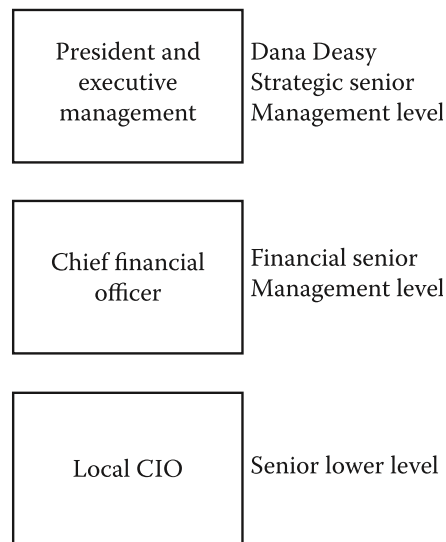 President and
executive
management
Dana Deasy
Strategic senior
Management level
Chief financial
officer
Financial senior
Management level
Local CIO
Senior lower level